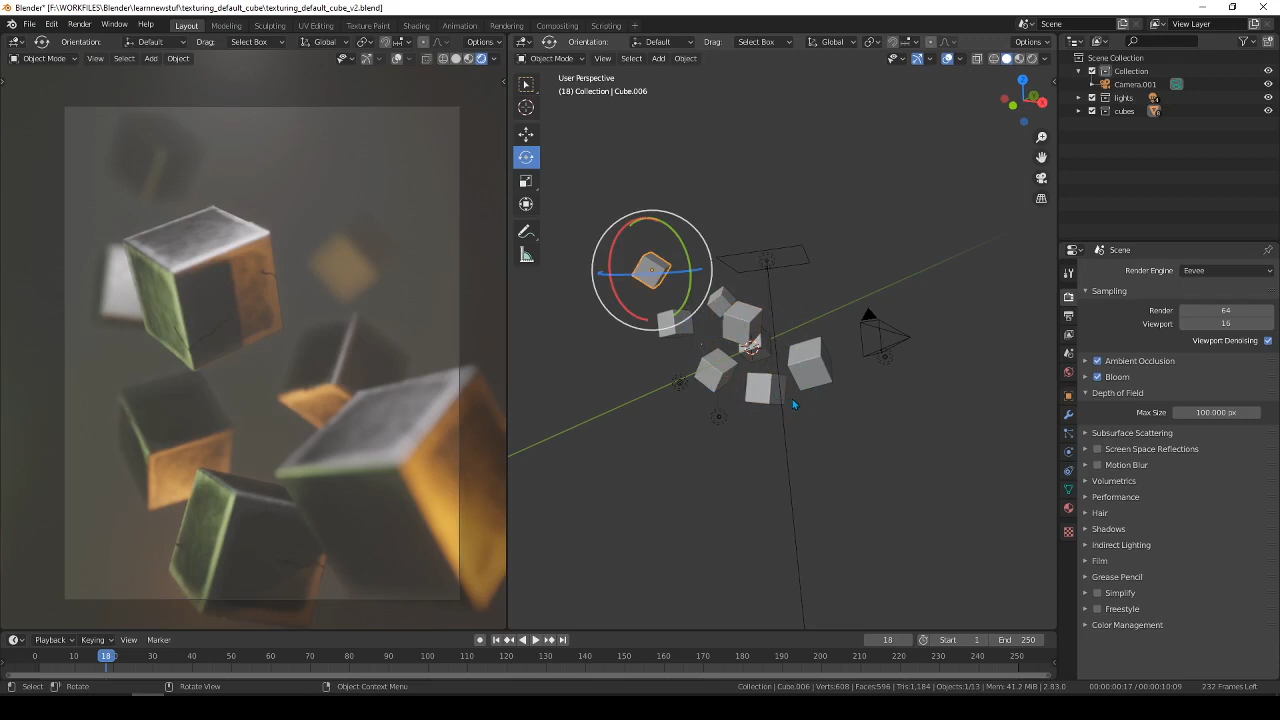 Blender* [F:\WORKFILES\Blender\learnnewstuf\texturing_default_cube\texturing_default_cube_v2.blend]
File Edit Render Window Help Layout Modeling Sculpting UV Editing Texture Paint Shading Animation Rendering Compositing Scripting Scene View Layer
Orientation: Default Drag: Select Box Global Options Orientation: Default Drag: Select Box Global Options
Object Mode View Select Add Object Object Mode View Select Add Object
User Perspective
(18) Collection | Cube.006
Scene Collection
Collection
Camera.001
lights
cubes
Scene
Render Engine Eevee
Sampling
Render 64
Viewport 16
Viewport Denoising
Ambient Occlusion
Bloom
Depth of Field
Max Size 100.000 px
Subsurface Scattering
Screen Space Reflections
Motion Blur
Volumetrics
Performance
Hair
Shadows
Indirect Lighting
Film
Grease Pencil
Simplify
Freestyle
Color Management
Playback Keying View Marker 18 Start 1 End 250
0 10 18 30 40 50 60 70 80 90 100 110 120 130 140 150 160 170 180 190 200 210 220 230 240 250
Select Rotate Rotate View Object Context Menu Collection | Cube.006 | Verts:608 | Faces:596 | Tris:1,184 | Objects:1/13 | Mem: 41.2 MiB | 2.83.0 00:00:00:17 / 00:00:10:09 232 Frames Left